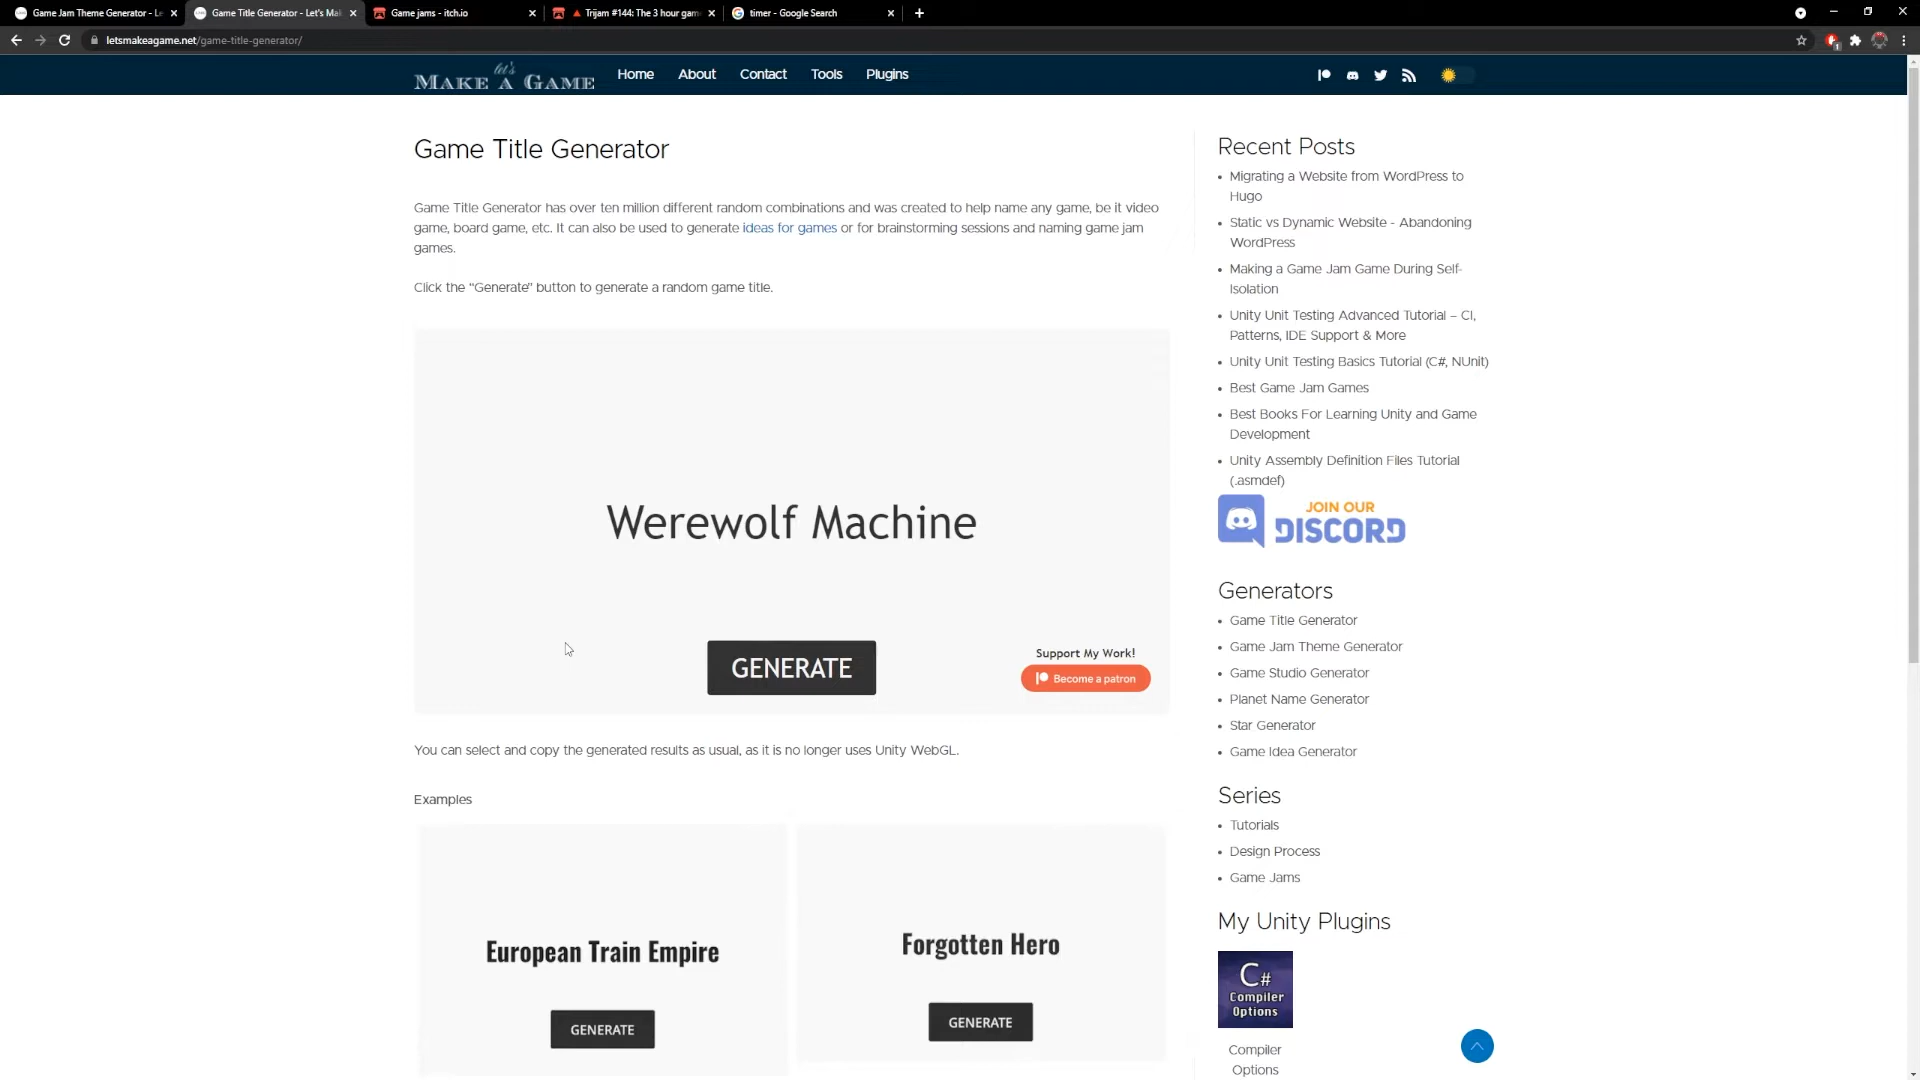 Game Jam Theme Generator - Le
Game Title Generator - Let's Mak
Game jams - itch.io
Trijam #144: The 3 hour gam
timer - Google Search
letsmakeagame.net/game-title-generator/
let's
MAKE A GAME
Home
About
Contact
Tools
Plugins
Game Title Generator
Game Title Generator has over ten million different random combinations and was created to help name any game, be it video
game, board game, etc. It can also be used to generate ideas for games or for brainstorming sessions and naming game jam
games.
Click the “Generate” button to generate a random game title.
Werewolf Machine
GENERATE
Support My Work!
Become a patron
You can select and copy the generated results as usual, as it is no longer uses Unity WebGL.
Examples
European Train Empire
GENERATE
Forgotten Hero
GENERATE
Recent Posts
Migrating a Website from WordPress to
Hugo
Static vs Dynamic Website - Abandoning
WordPress
Making a Game Jam Game During Self-
Isolation
Unity Unit Testing Advanced Tutorial – CI,
Patterns, IDE Support & More
Unity Unit Testing Basics Tutorial (C#, NUnit)
Best Game Jam Games
Best Books For Learning Unity and Game
Development
Unity Assembly Definition Files Tutorial
(.asmdef)
JOIN OUR
DISCORD
Generators
Game Title Generator
Game Jam Theme Generator
Game Studio Generator
Planet Name Generator
Star Generator
Game Idea Generator
Series
Tutorials
Design Process
Game Jams
My Unity Plugins
C#
Compiler
Options
Compiler
Options